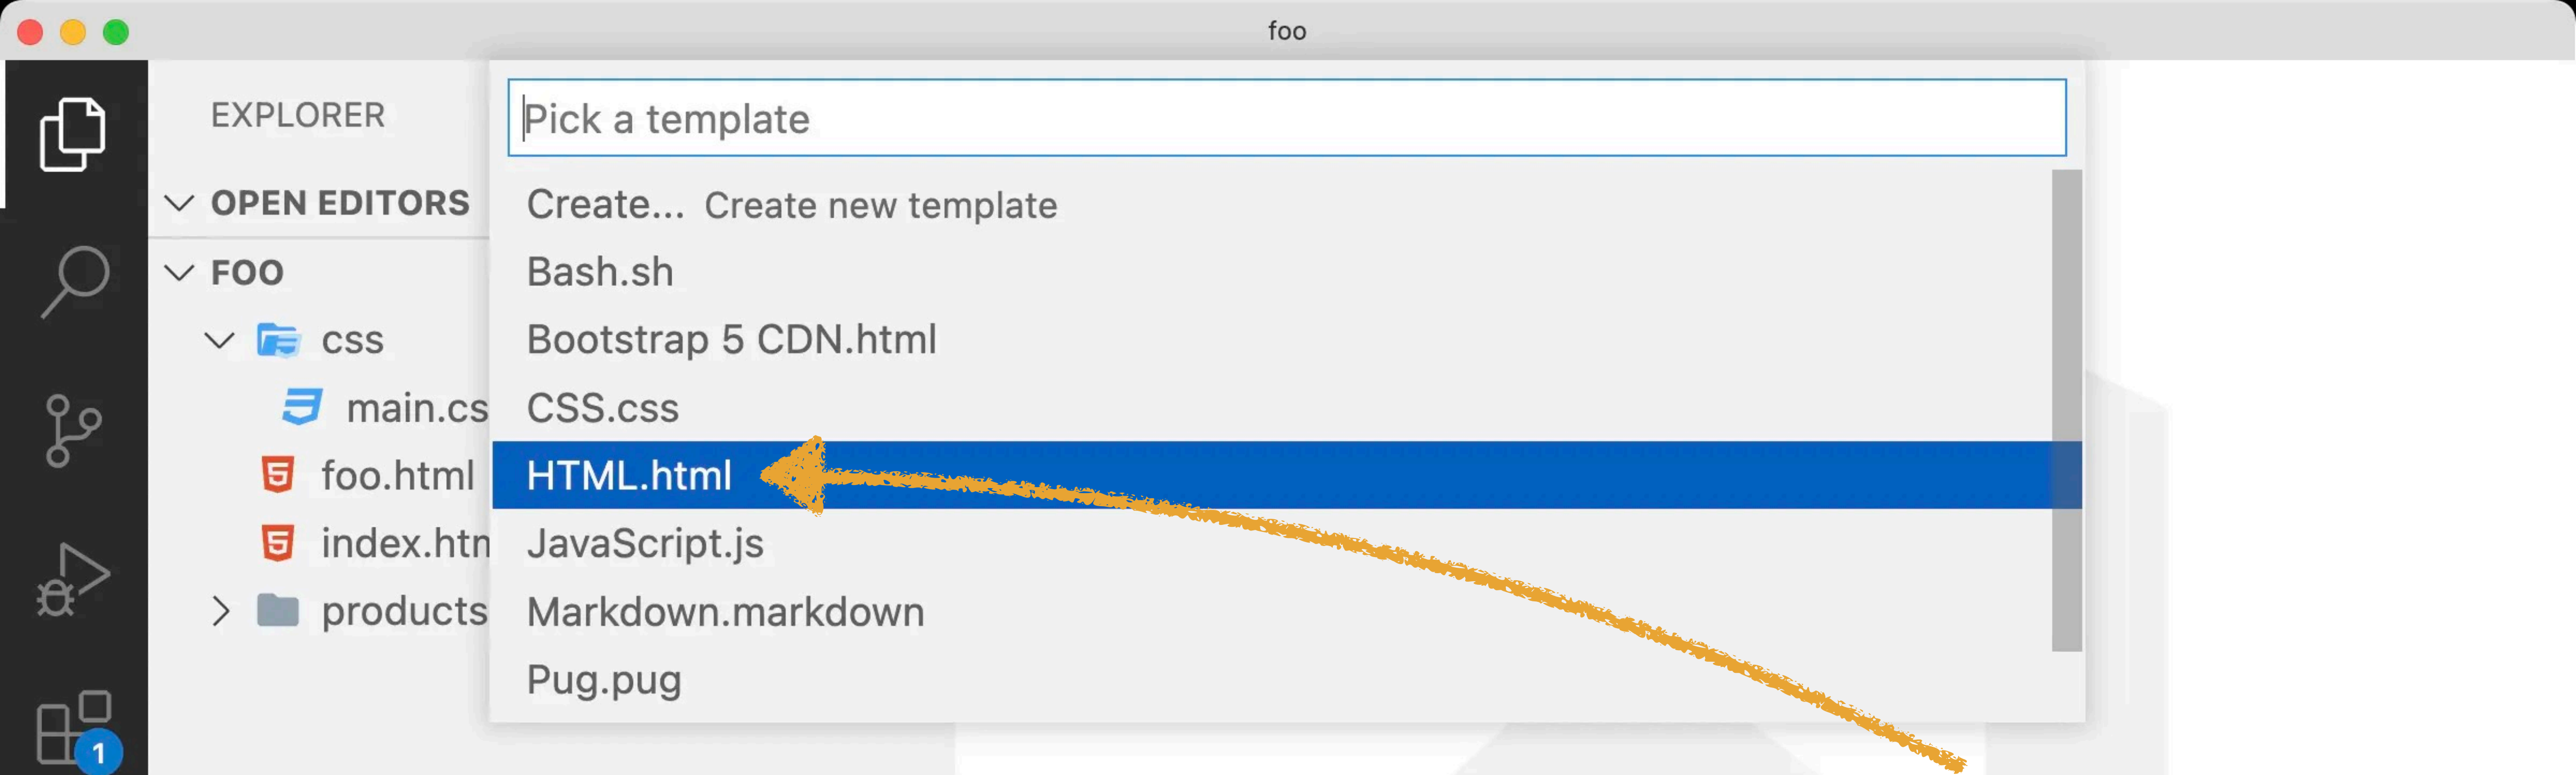 foo
EXPLORER
OPEN EDITORS
FOO
css
main.cs
foo.html
index.htn
products
1
Pick a template
Create... Create new template
Bash.sh
Bootstrap 5 CDN.html
CSS.css
HTML.html
JavaScript.js
Markdown.markdown
Pug.pug